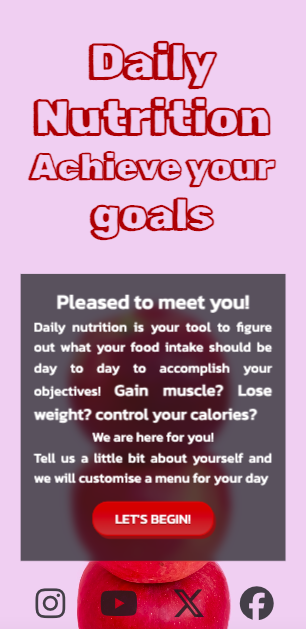 Daily
Nutrition
Achieve your
goals
Pleased to meet you!
Daily nutrition is your tool to figure
out what your food intake should be
day to day to accomplish your
objectives! Gain muscle? Lose
weight? control your calories?
We are here for you!
Tell us a little bit about yourself and
we will customise a menu for your day
LET'S BEGIN!